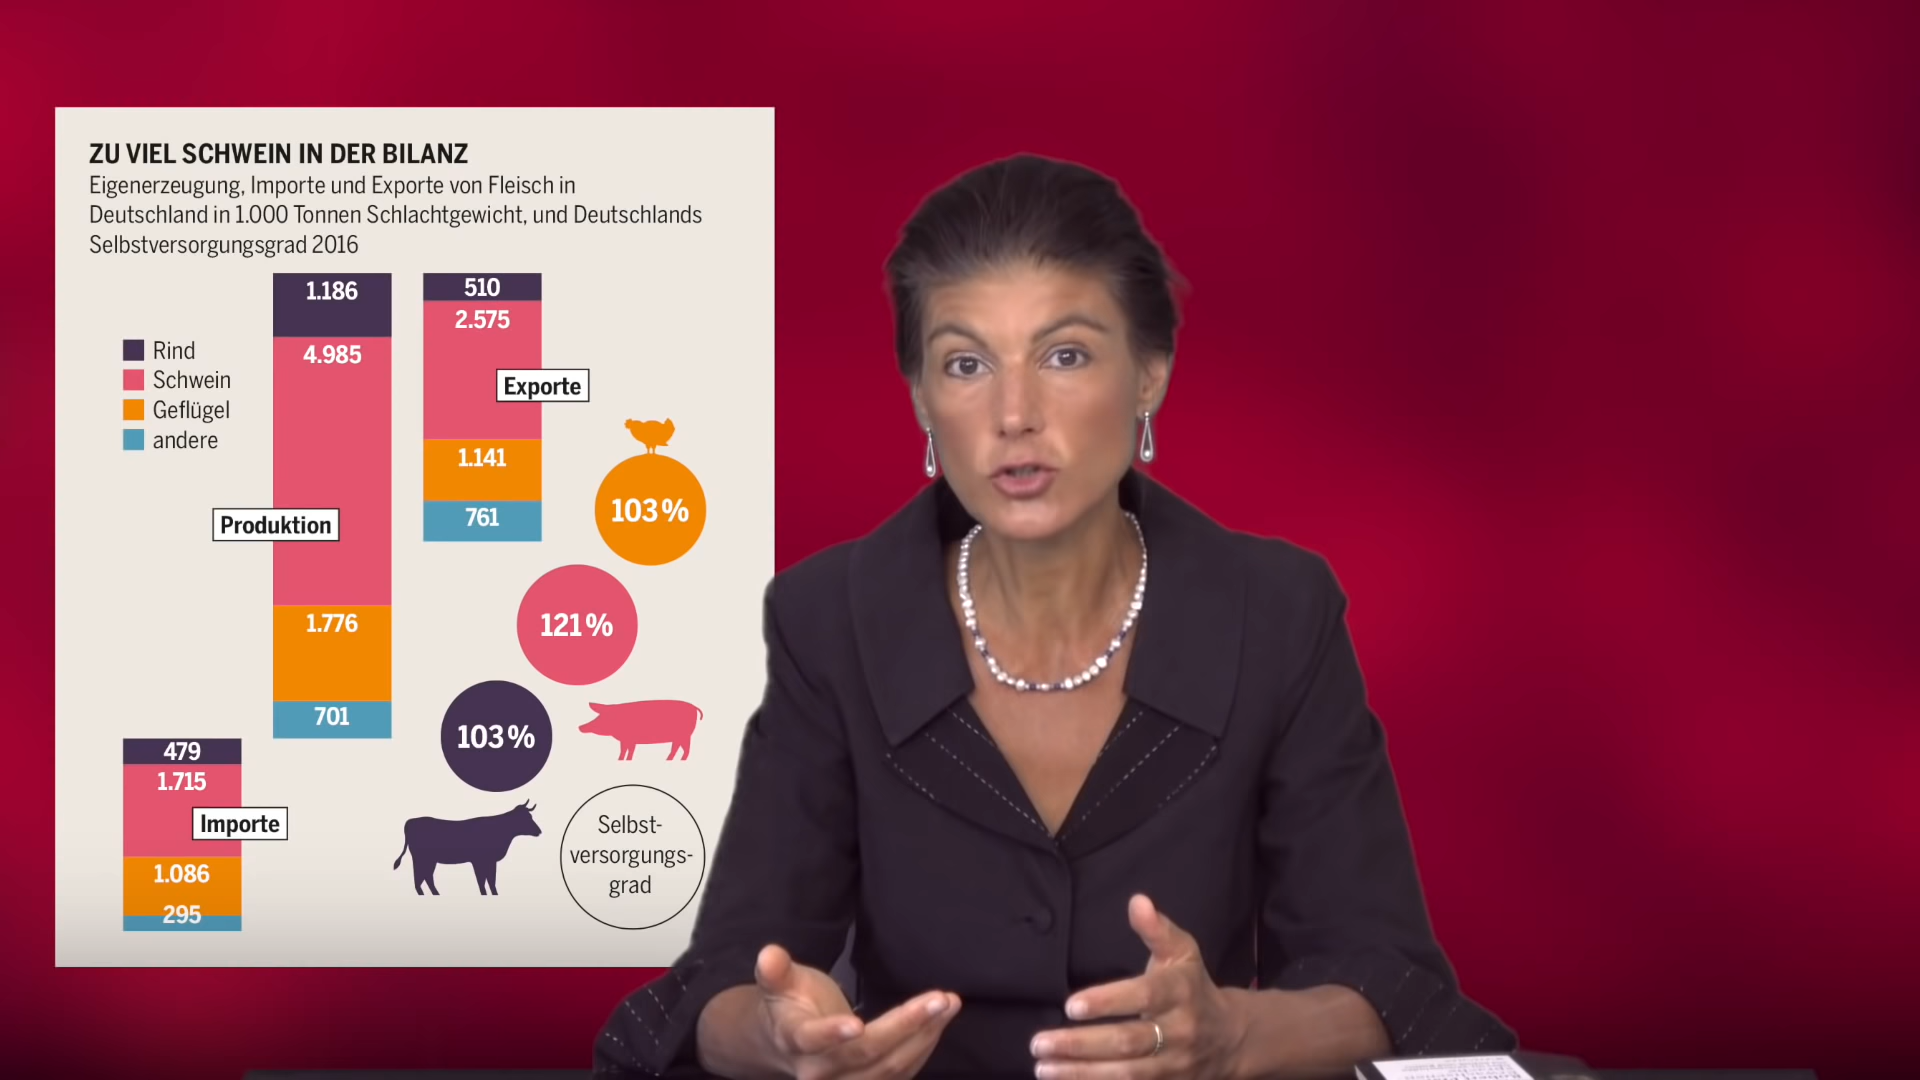 ZU VIEL SCHWEIN IN DER BILANZ
Eigenerzeugung, Importe und Exporte von Fleisch in
Deutschland in 1.000 Tonnen Schlachtgewicht, und Deutschlands
Selbstversorgungsgrad 2016
Rind
Schwein
Geflügel
andere
1.186
4.985
Produktion
1.776
701
510
2.575
Exporte
1.141
761
479
1.715
Importe
1.086
295
103 %
121 %
103 %
Selbst-
versorgungs-
grad